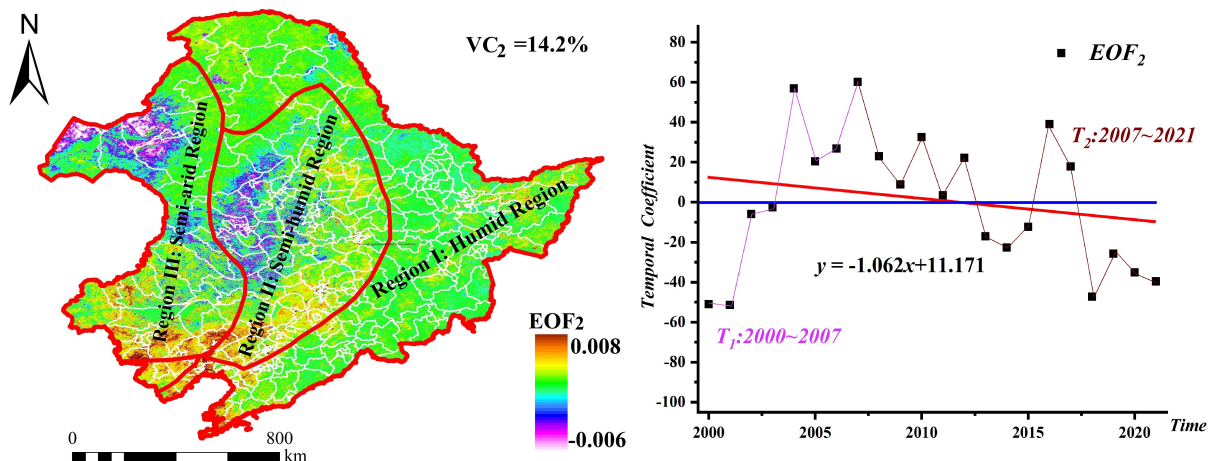 N
VC2 =14.2%
Region III: Semi-arid Region
Region II: Semi-humid Region
Region I: Humid Region
EOF2
0.008
-0.006
0
800
km
80
60
40
20
0
-20
-40
-60
-80
-100
Temporal Coefficient
EOF2
T2:2007~2021
y = -1.062x+11.171
T1:2000~2007
2000
2005
2010
2015
2020
Time